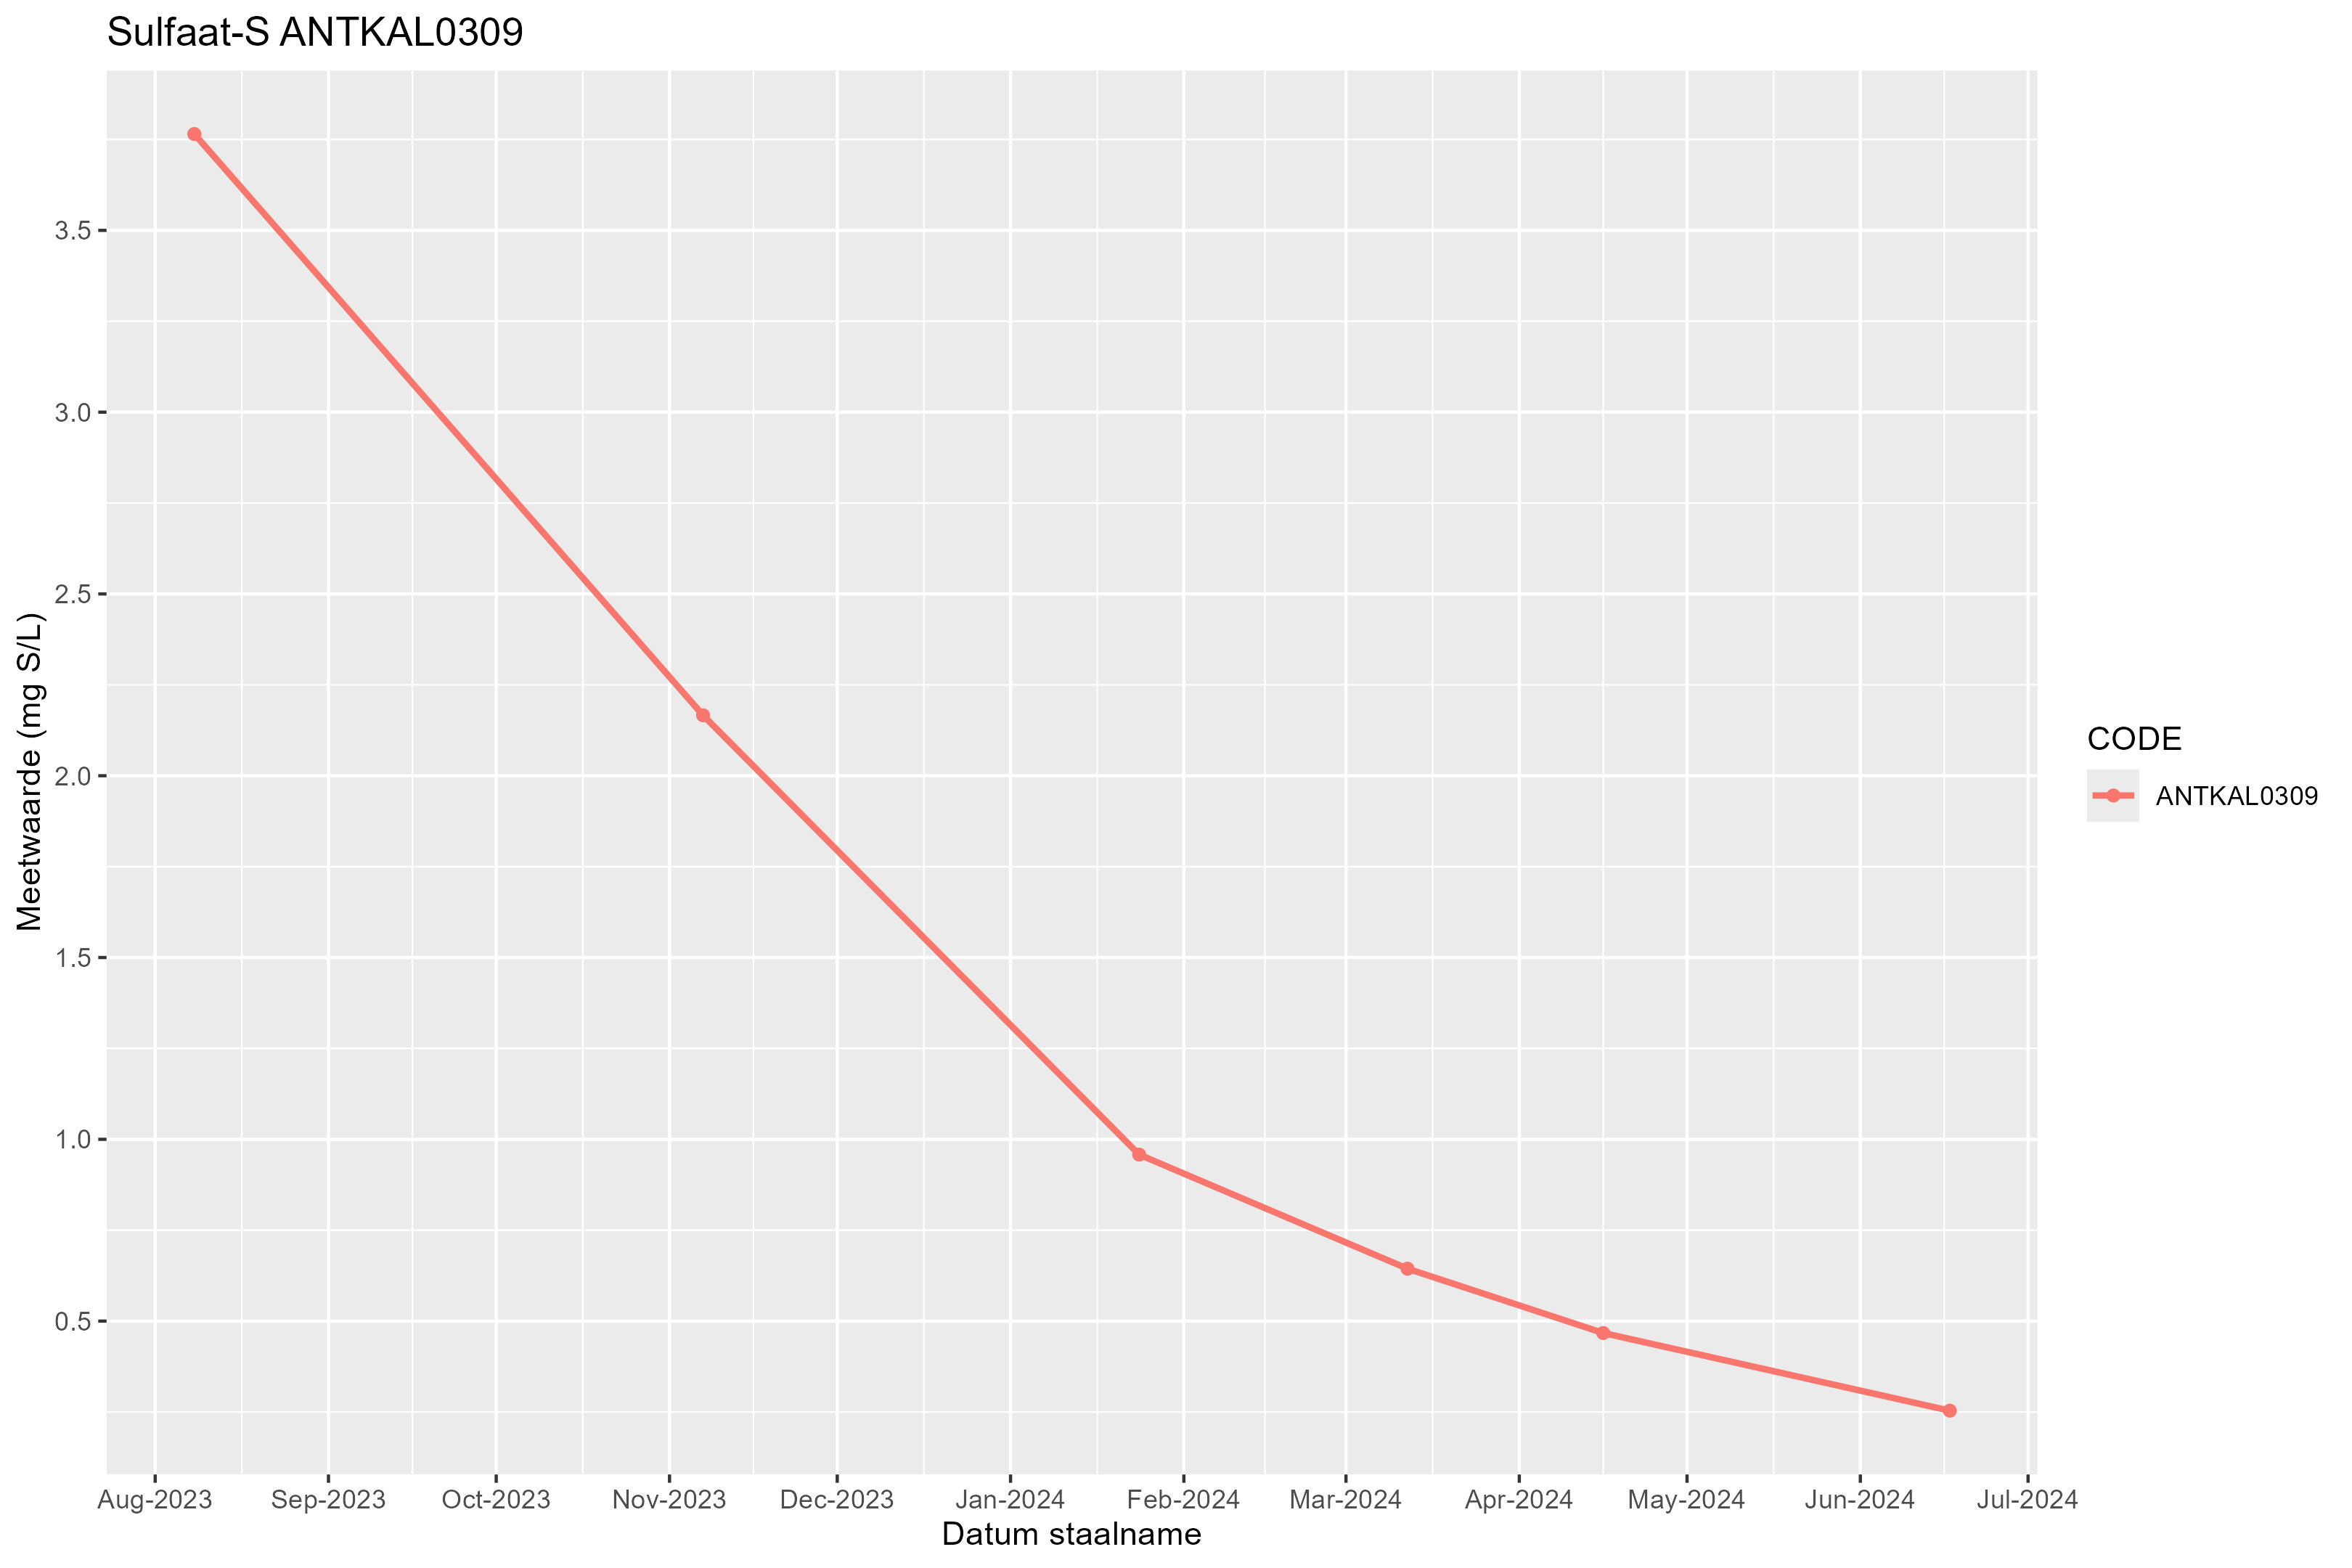 Sulfaat-S ANTKAL0309
Meetwaarde (mg S/L)
3.5
3.0
2.5
2.0
1.5
1.0
0.5
Aug-2023 Sep-2023 Oct-2023 Nov-2023 Dec-2023 Jan-2024 Feb-2024 Mar-2024 Apr-2024 May-2024 Jun-2024 Jul-2024
Datum staalname
CODE
ANTKAL0309